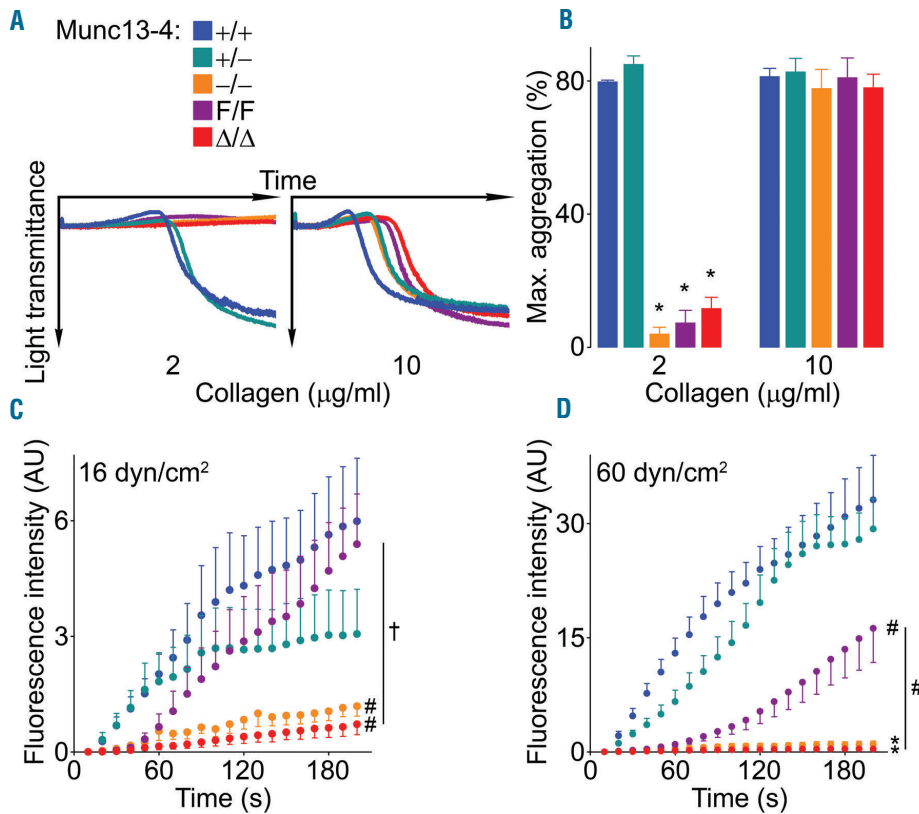 A
Munc13-4:
+/+
+/−
−/−
F/F
Δ/Δ
Time
Light transmittance
2
10
Collagen (μg/ml)
B
Max. aggregation (%)
80
40
0
*
*
*
2
10
Collagen (μg/ml)
C
16 dyn/cm²
Fluorescence intensity (AU)
6
3
0
†
#
#
60
120
180
Time (s)
D
60 dyn/cm²
Fluorescence intensity (AU)
30
15
0
#
#
*
*
60
120
180
Time (s)